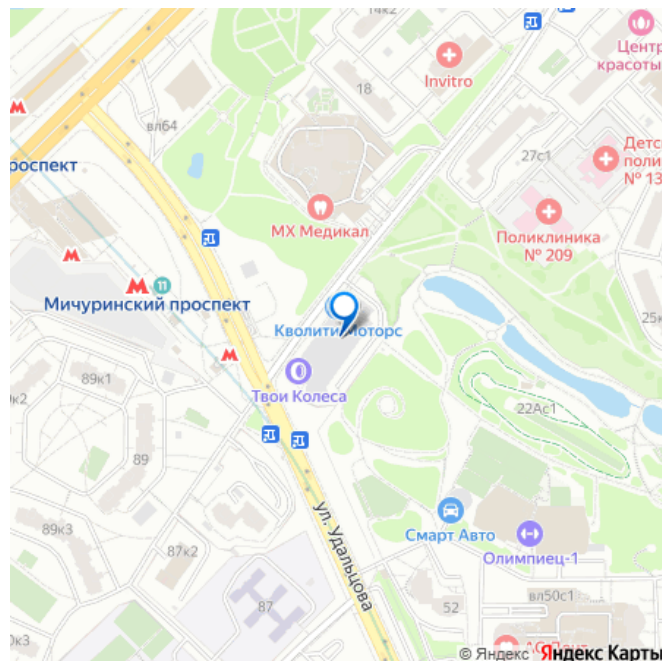 14к2
Центр
красоты
Invitro
18
вл64
27с1
Детс
поли
№ 13
роспект
МХ Медикал
Поликлиника
№ 209
11
Мичуринский проспект
Кволити Моторс
25к
89к1
Твои Колеса
к2
22Ас1
89
ул. Удальцова
89к3
87к2
Смарт Авто
Олимпиец-1
87
52
вл50с1
0к3
© Яндекс Яндекс Карты